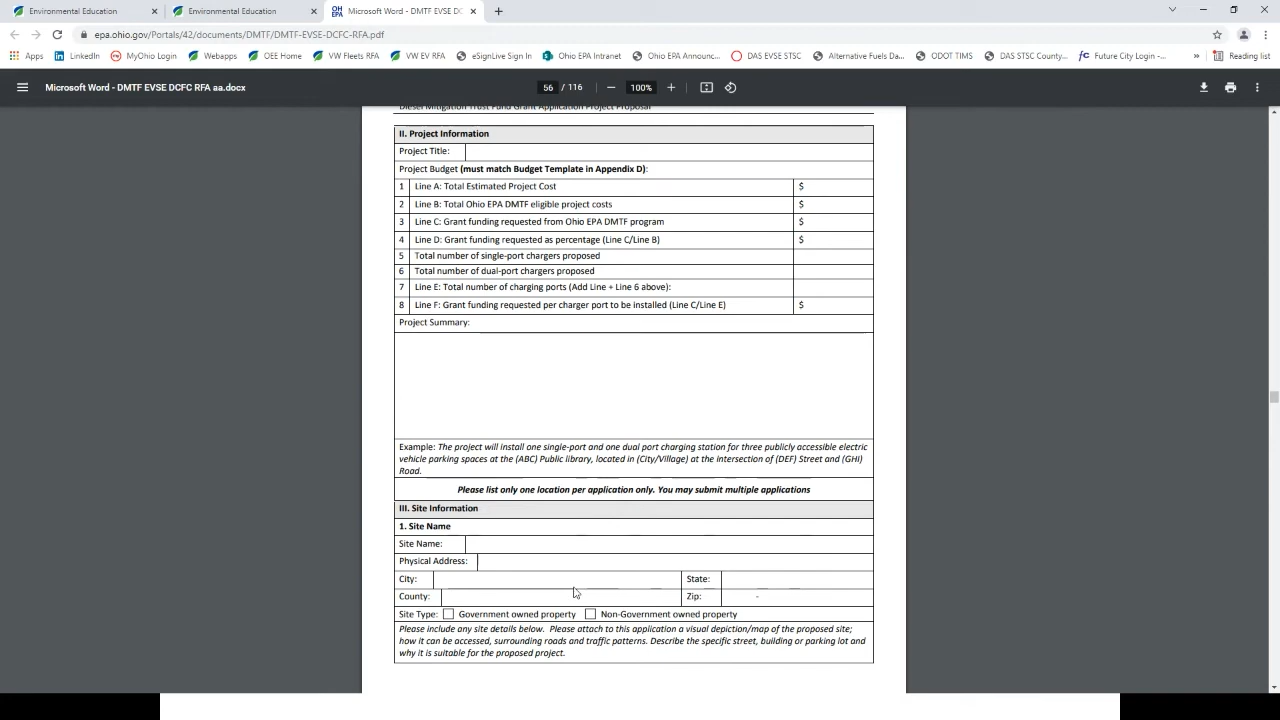 Environmental Education
Environmental Education
OH EPA
Microsoft Word - DMTF EVSE DC
epa.ohio.gov/Portals/42/documents/DMTF/DMTF-EVSE-DCFC-RFA.pdf
Apps
LinkedIn
MyOhio Login
Webapps
OEE Home
VW Fleets RFA
VW EV RFA
eSignLive Sign In
Ohio EPA Intranet
Ohio EPA Announc...
DAS EVSE STSC
Alternative Fuels Da...
ODOT TIMS
DAS STSC County...
fC Future City Login -...
»
Reading list
Microsoft Word - DMTF EVSE DCFC RFA aa.docx
56 / 116
100%
Diesel Mitigation Trust Fund Grant Application Project Proposal
II. Project Information
Project Title:
Project Budget (must match Budget Template in Appendix D):
1 Line A: Total Estimated Project Cost $
2 Line B: Total Ohio EPA DMTF eligible project costs $
3 Line C: Grant funding requested from Ohio EPA DMTF program $
4 Line D: Grant funding requested as percentage (Line C/Line B) $
5 Total number of single-port chargers proposed
6 Total number of dual-port chargers proposed
7 Line E: Total number of charging ports (Add Line + Line 6 above):
8 Line F: Grant funding requested per charger port to be installed (Line C/Line E) $
Project Summary:
Example: The project will install one single-port and one dual port charging station for three publicly accessible electric
vehicle parking spaces at the (ABC) Public library, located in (City/Village) at the intersection of (DEF) Street and (GHI)
Road.
Please list only one location per application only. You may submit multiple applications
III. Site Information
1. Site Name
Site Name:
Physical Address:
City: State:
County: Zip: -
Site Type: Government owned property Non-Government owned property
Please include any site details below. Please attach to this application a visual depiction/map of the proposed site;
how it can be accessed, surrounding roads and traffic patterns. Describe the specific street, building or parking lot and
why it is suitable for the proposed project.